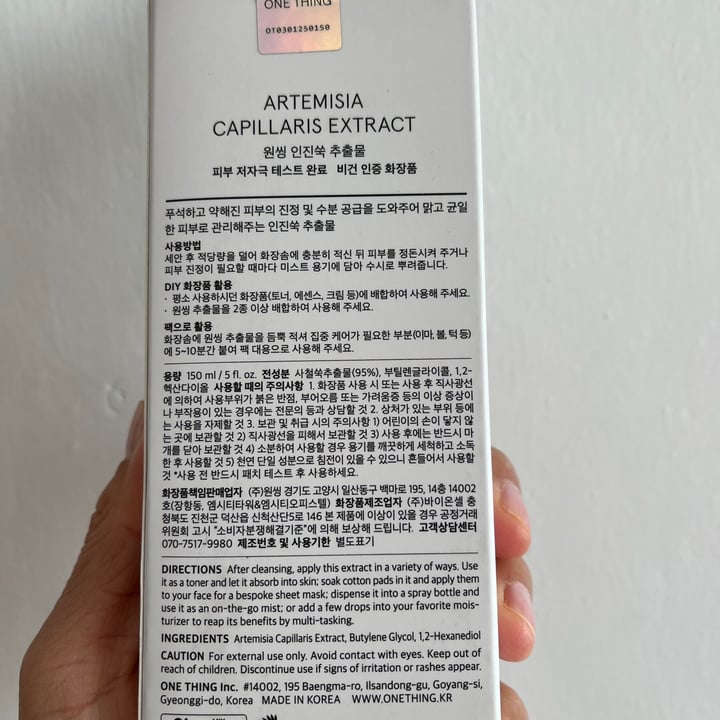 ONE THING
OT0301250150
ARTEMISIA
CAPILLARIS EXTRACT
원씽 인진쑥 추출물
피부 저자극 테스트 완료 비건 인증 화장품
푸석하고 약해진 피부의 진정 및 수분 공급을 도와주어 맑고 균일
한 피부로 관리해주는 인진쑥 추출물
사용방법
세안 후 적당량을 덜어 화장솜에 충분히 적신 뒤 피부를 정돈시켜 주거나
피부 진정이 필요할 때마다 미스트 용기에 담아 수시로 뿌려줍니다.
DIY 화장품 활용
· 평소 사용하시던 화장품(토너, 에센스, 크림 등)에 배합하여 사용해 주세요.
· 원씽 추출물을 2종 이상 배합하여 사용해 주세요.
팩으로 활용
화장솜에 원씽 추출물을 듬뿍 적셔 집중 케어가 필요한 부분(이마, 볼, 턱 등)
에 5~10분간 붙여 팩 대용으로 사용해 주세요.
용량 150 ml / 5 fl. oz. 전성분 사철쑥추출물(95%), 부틸렌글라이콜, 1,2-
헥산다이올 사용할 때의 주의사항 1. 화장품 사용 시 또는 사용 후 직사광선
에 의하여 사용부위가 붉은 반점, 부어오름 또는 가려움증 등의 이상 증상이
나 부작용이 있는 경우에는 전문의 등과 상담할 것 2. 상처가 있는 부위 등에
는 사용을 자제할 것 3. 보관 및 취급 시의 주의사항 1) 어린이의 손이 닿지 않
는 곳에 보관할 것 2) 직사광선을 피해서 보관할 것 3) 사용 후에는 반드시 마
개를 닫아 보관할 것 4) 소분하여 사용할 경우 용기를 깨끗하게 세척하고 소독
한 후 사용할 것 5) 천연 단일 성분으로 침전이 있을 수 있으니 흔들어서 사용할
것 *사용 전 반드시 패치 테스트 후 사용하세요.
화장품책임판매업자 (주)원씽 경기도 고양시 일산동구 백마로 195, 14층 14002
호(장항동, 엠시티타워&엠시티오피스텔) 화장품제조업자 (주)바이온셀 충
청북도 진천군 덕산읍 신척산단5로 146 본 제품에 이상이 있을 경우 공정거래
위원회 고시 "소비자분쟁해결기준"에 의해 보상해 드립니다. 고객상담센터
070-7517-9980 제조번호 및 사용기한 별도표기
DIRECTIONS After cleansing, apply this extract in a variety of ways. Use
it as a toner and let it absorb into skin; soak cotton pads in it and apply them
to your face for a bespoke sheet mask; dispense it into a spray bottle and
use it as an on-the-go mist; or add a few drops into your favorite mois-
turizer to reap its benefits by multi-tasking.
INGREDIENTS Artemisia Capillaris Extract, Butylene Glycol, 1,2-Hexanediol
CAUTION For external use only. Avoid contact with eyes. Keep out of
reach of children. Discontinue use if signs of irritation or rashes appear.
ONE THING Inc. #14002, 195 Baengma-ro, Ilsandong-gu, Goyang-si,
Gyeonggi-do, Korea MADE IN KOREA WWW.ONETHING.KR